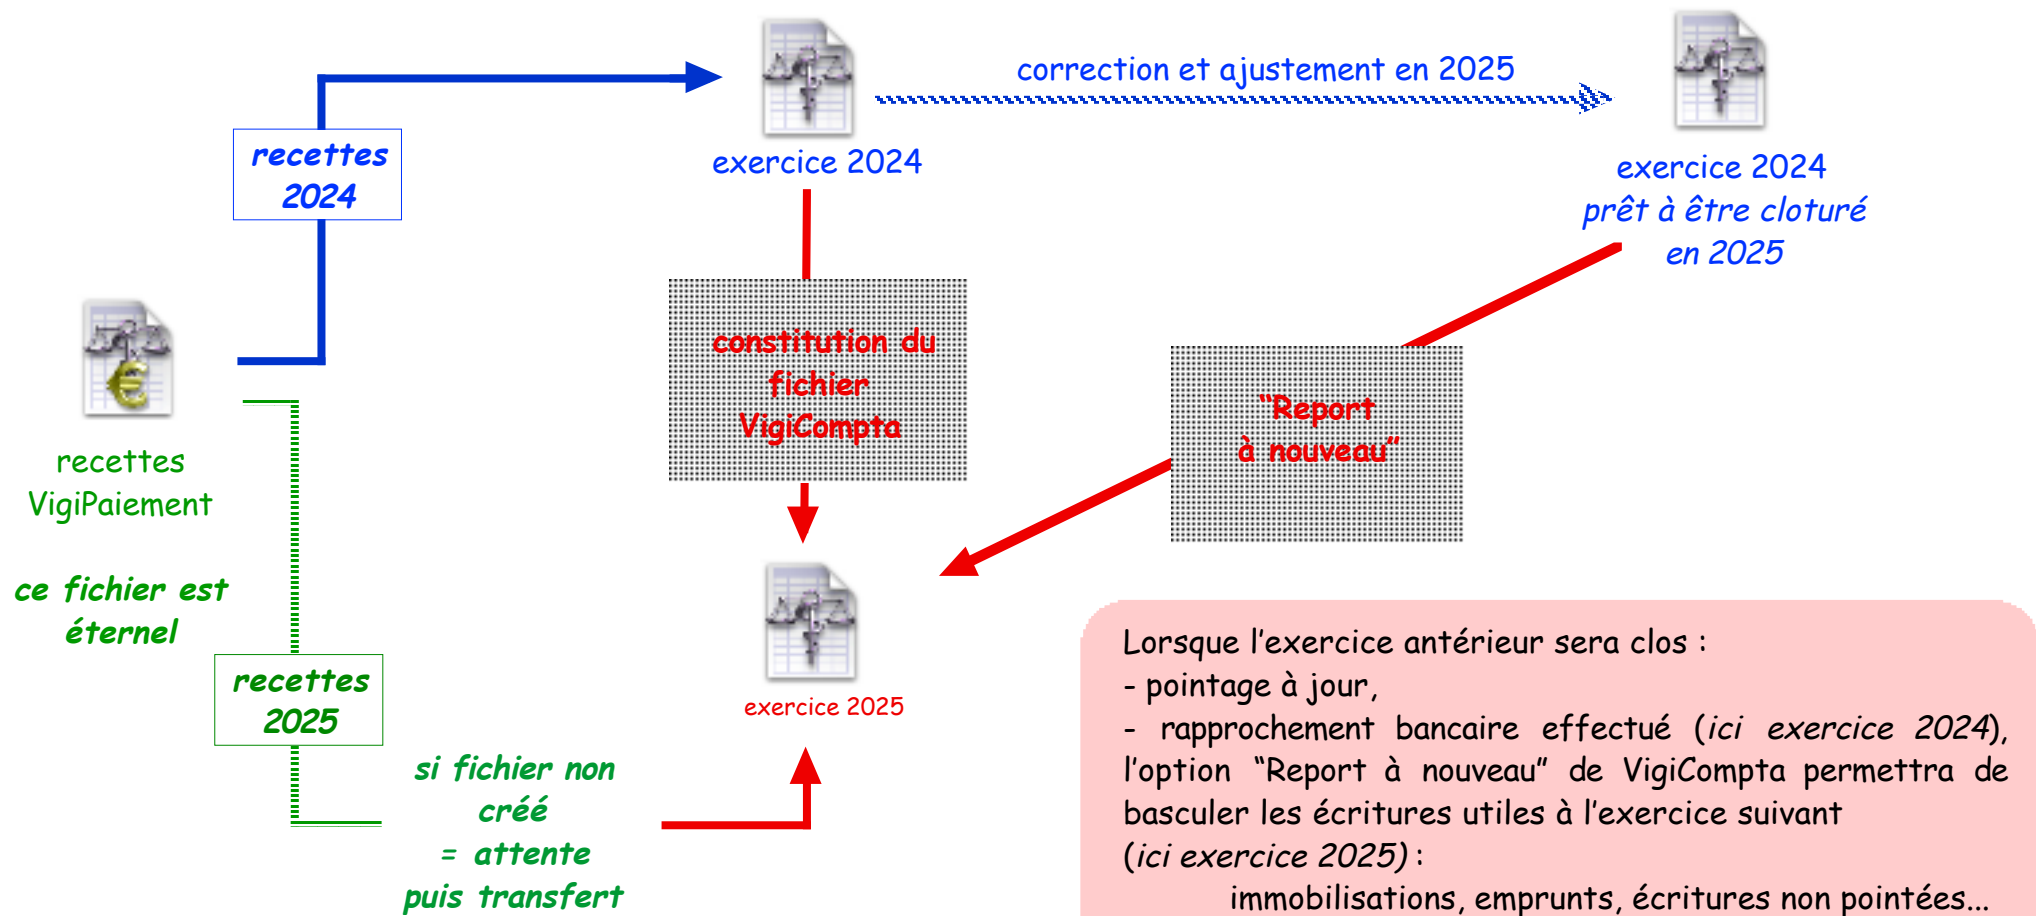 correction et ajustement en 2025
recettes
2024
exercice 2024
exercice 2024
prêt à être cloturé
en 2025
constitution du
fichier
VigiCompta
“Report
à nouveau”
recettes
VigiPaiement
ce fichier est
éternel
recettes
2025
exercice 2025
si fichier non
créé
= attente
puis transfert
Lorsque l’exercice antérieur sera clos :
- pointage à jour,
- rapprochement bancaire effectué (ici exercice 2024),
l’option “Report à nouveau” de VigiCompta permettra de
basculer les écritures utiles à l’exercice suivant
(ici exercice 2025) :
immobilisations, emprunts, écritures non pointées...